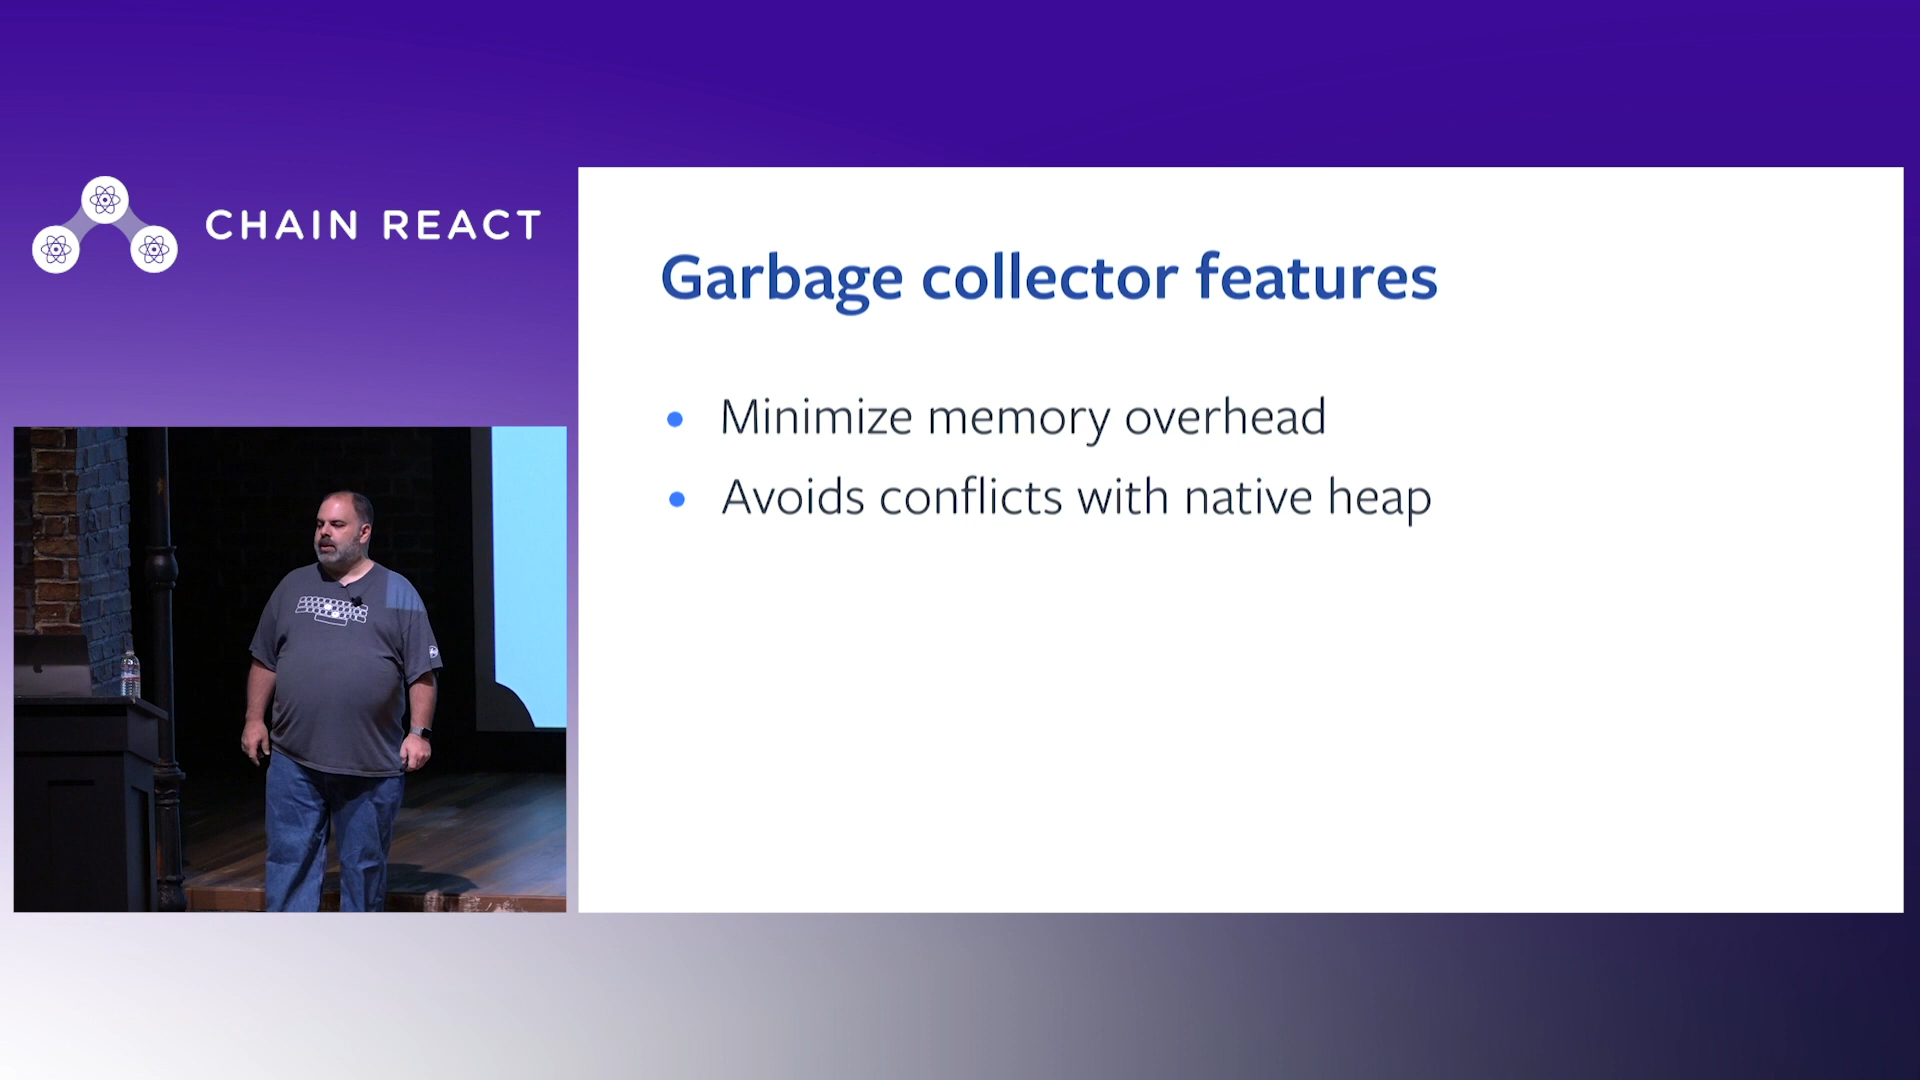 CHAIN REACT
Garbage collector features
Minimize memory overhead
Avoids conflicts with native heap